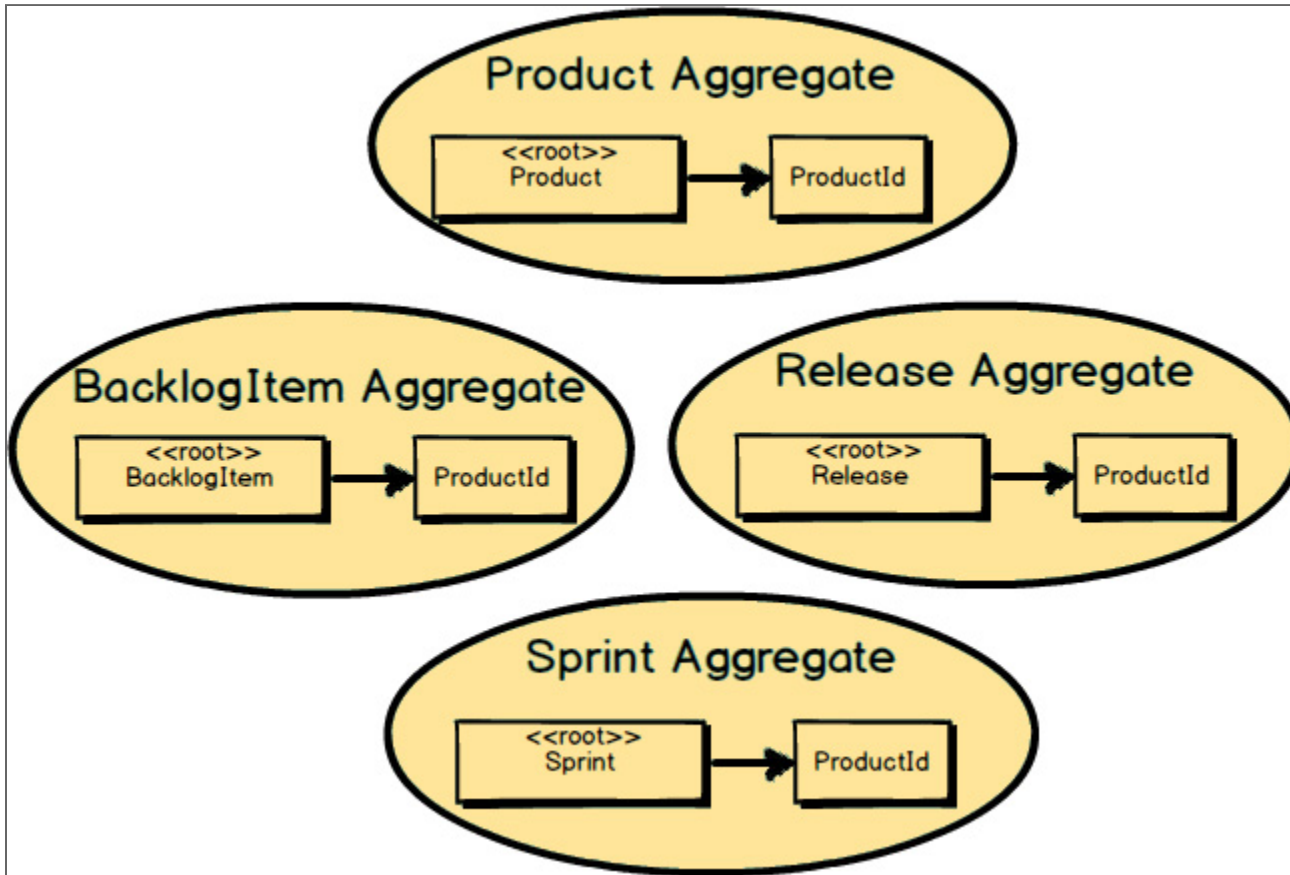 Product Aggregate
<<root>>
Product
ProductId
BacklogItem Aggregate
<<root>>
BacklogItem
ProductId
Release Aggregate
<<root>>
Release
ProductId
Sprint Aggregate
<<root>>
Sprint
ProductId